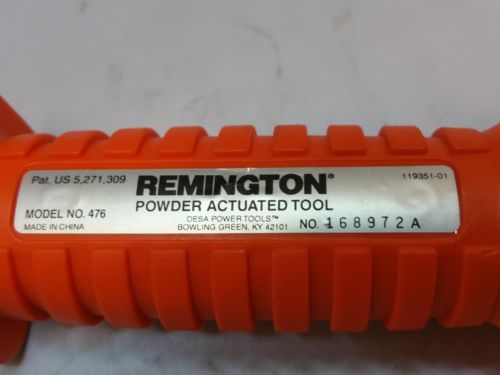 Pat. US 5,271,309
REMINGTON®
119351-01
POWDER ACTUATED TOOL
MODEL NO. 476
DESA POWER TOOLS™
MADE IN CHINA
BOWLING GREEN, KY 42101
NO. 168972A